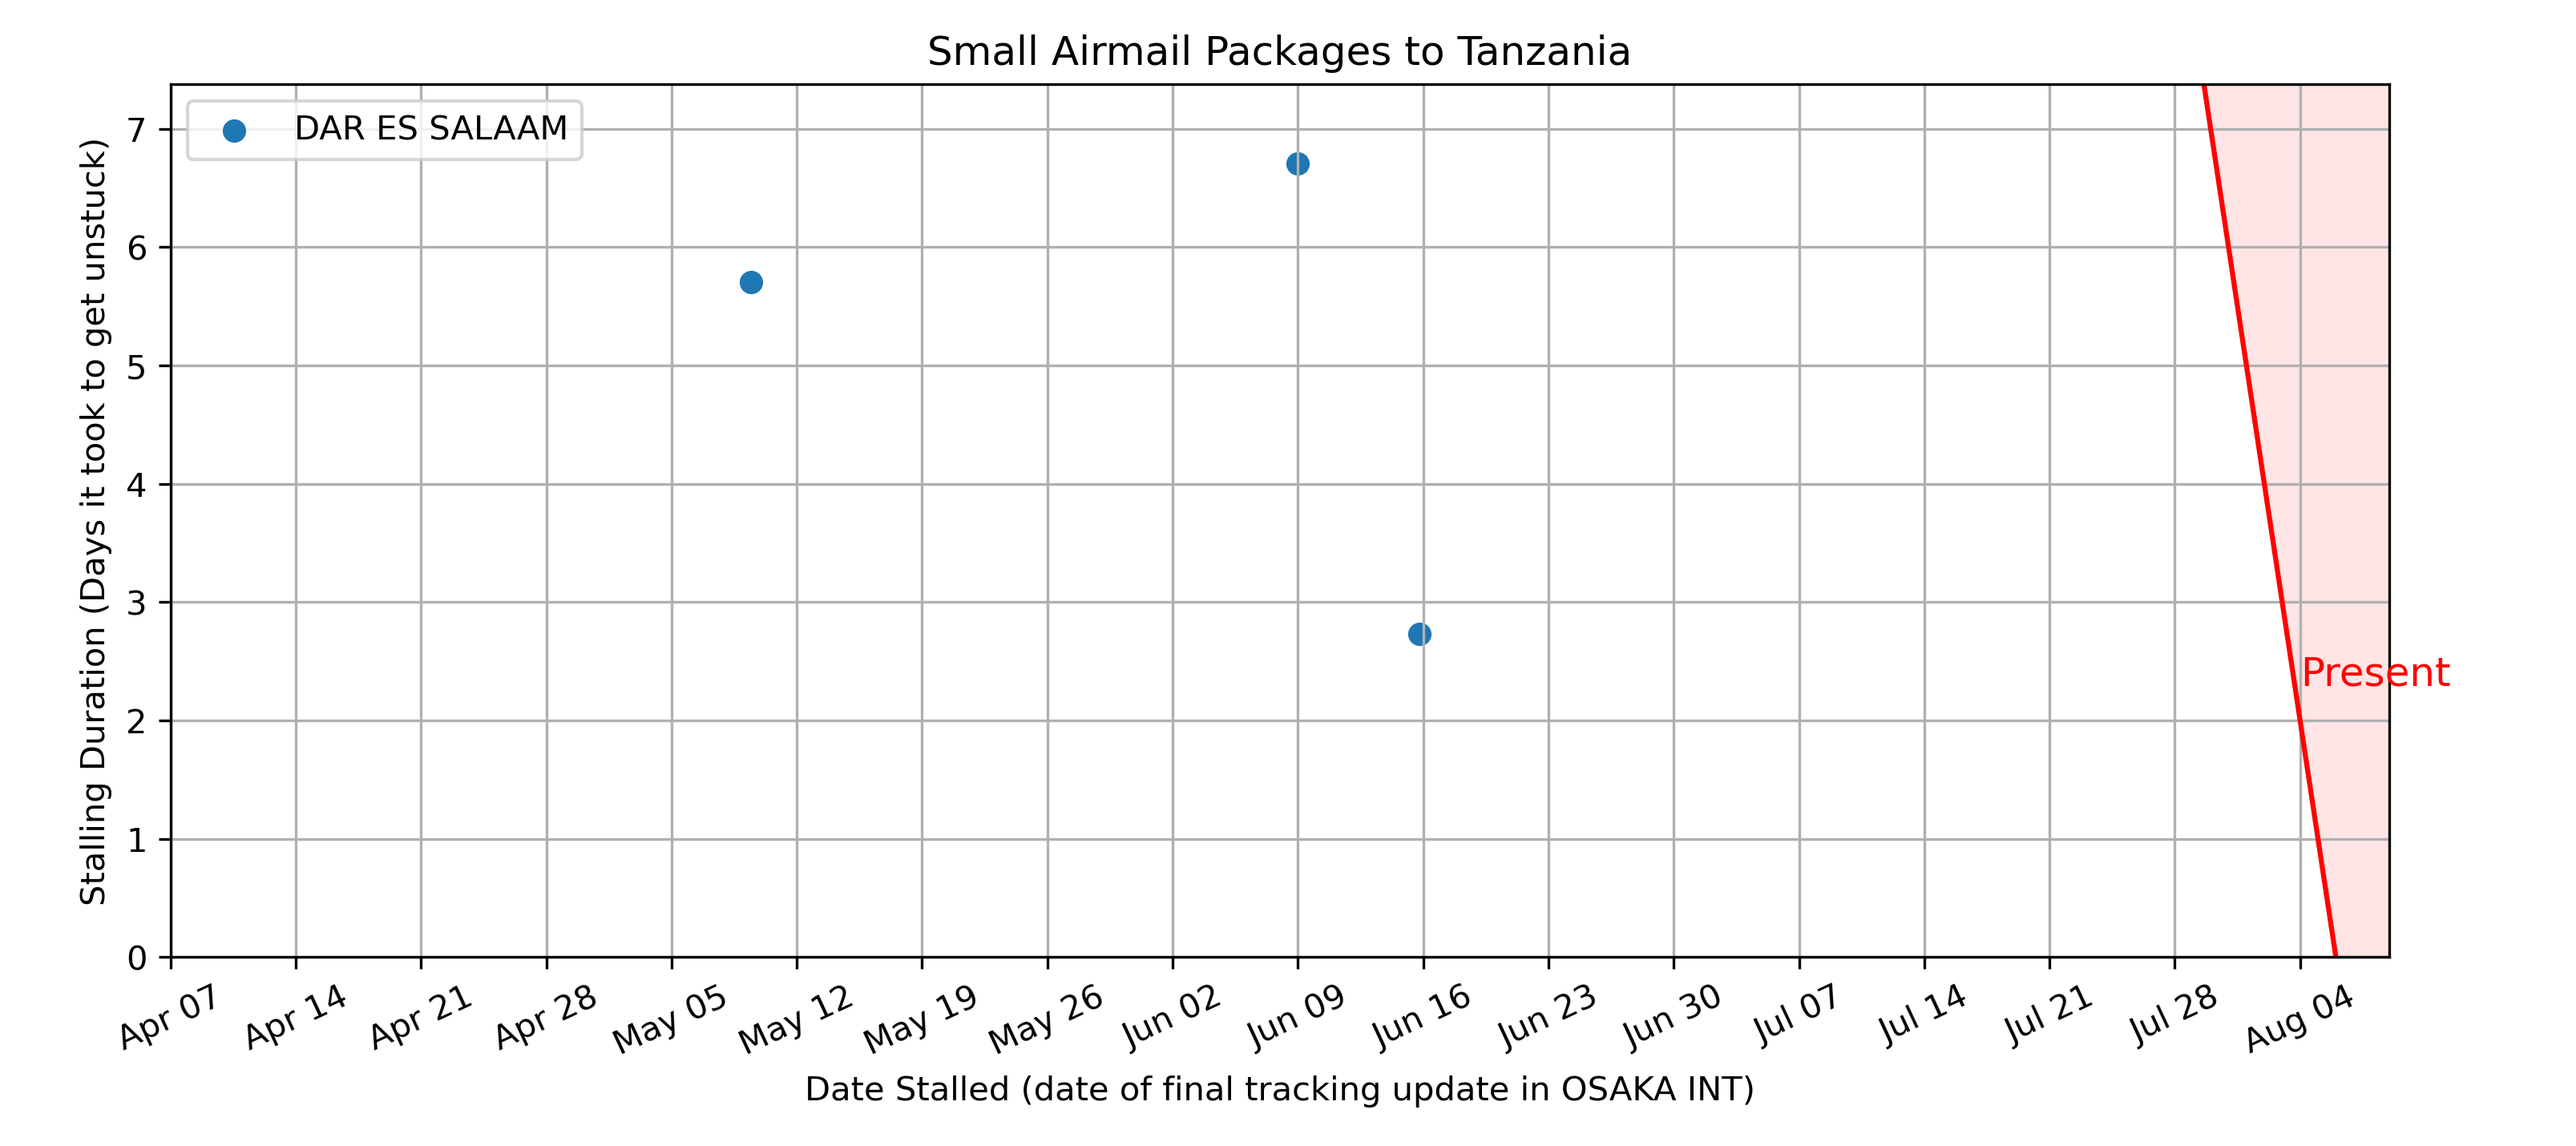 Small Airmail Packages to Tanzania
DAR ES SALAAM
Stalling Duration (Days it took to get unstuck)
7
6
5
4
3
2
1
0
Present
Apr 07
Apr 14
Apr 21
Apr 28
May 05
May 12
May 19
May 26
Jun 02
Jun 09
Jun 16
Jun 23
Jun 30
Jul 07
Jul 14
Jul 21
Jul 28
Aug 04
Date Stalled (date of final tracking update in OSAKA INT)